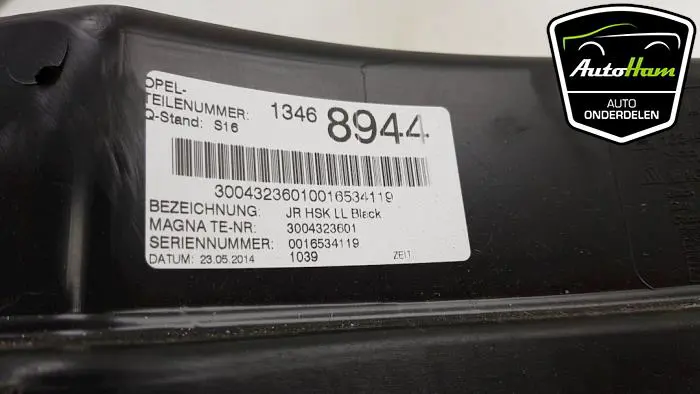 OPEL-
TEILENUMMER: 1346 8944
Q-Stand: S16
30043236010016534119
BEZEICHNUNG: JR HSK LL Black
MAGNA TE-NR: 3004323601
SERIENNUMMER: 0016534119
DATUM: 23.05.2014 1039 ZEIT:
AutoHam
AUTO
ONDERDELEN